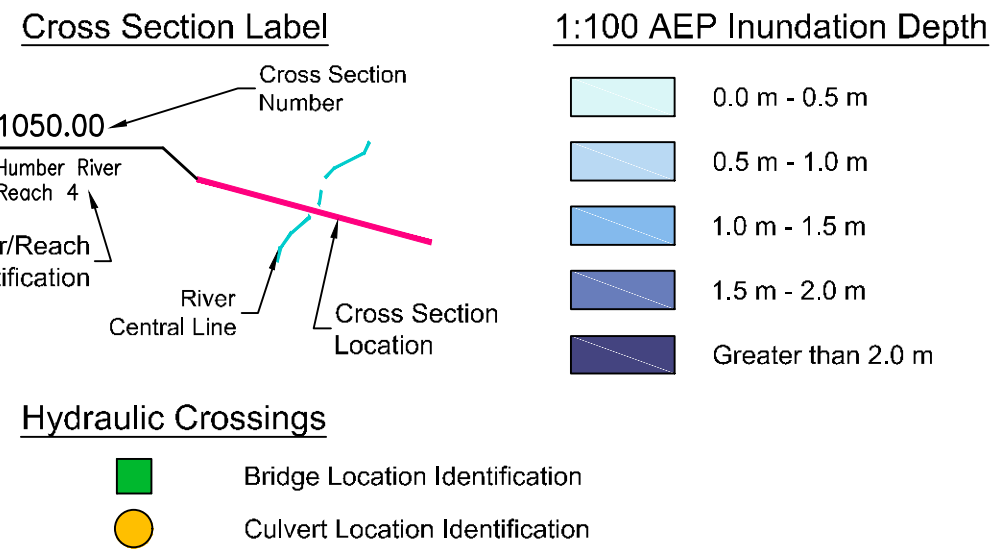 Cross Section Label
Cross Section
Number
1050.00
Humber River
Reach 4
r/Reach
tification
River
Central Line
Cross Section
Location
1:100 AEP Inundation Depth
0.0 m - 0.5 m
0.5 m - 1.0 m
1.0 m - 1.5 m
1.5 m - 2.0 m
Greater than 2.0 m
Hydraulic Crossings
Bridge Location Identification
Culvert Location Identification